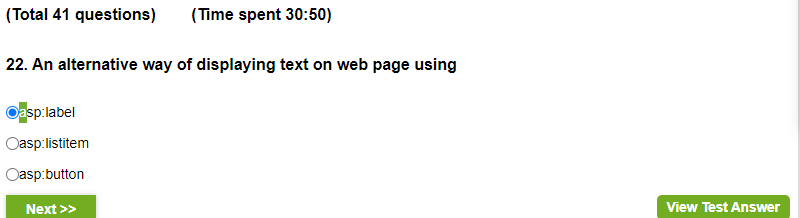 (Total 41 questions) (Time spent 30:50)
22. An alternative way of displaying text on web page using
asp:label
asp:listitem
asp:button
Next >> View Test Answer